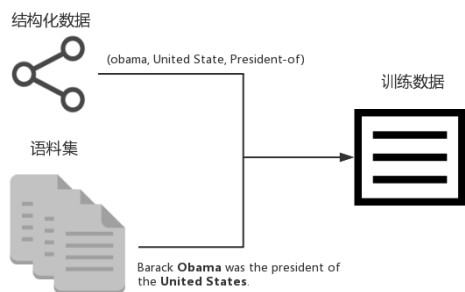 结构化数据
(obama, United State, President-of)
训练数据
语料集
Barack Obama was the president of
the United States.